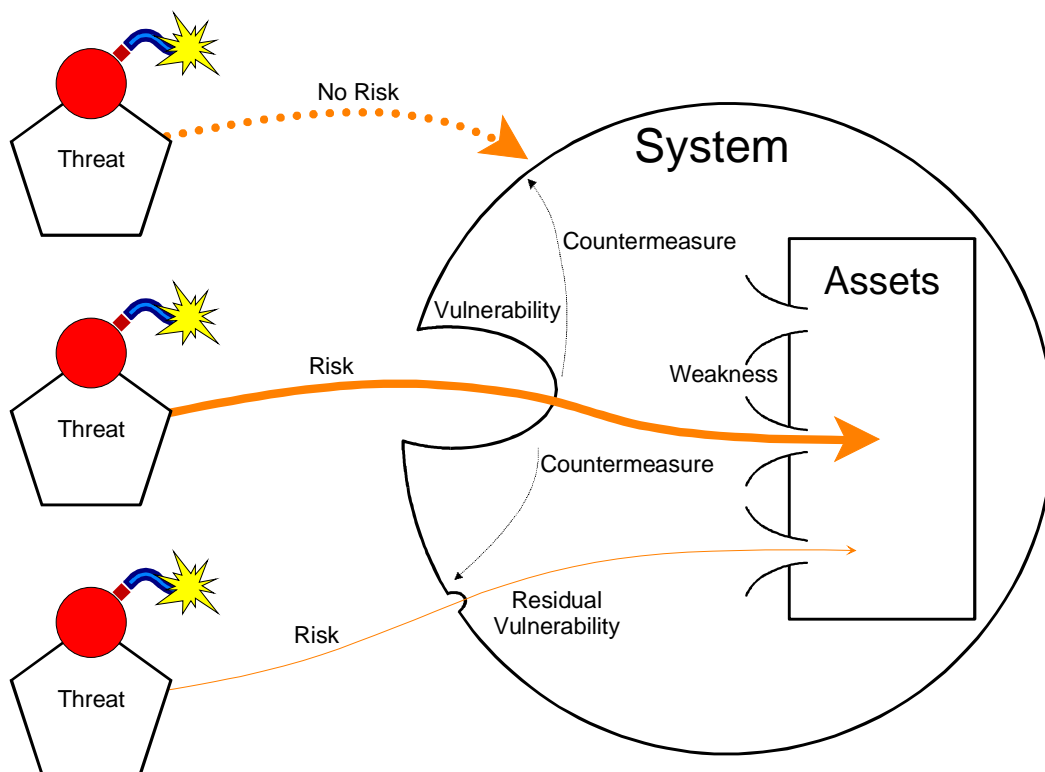 No Risk
Threat
System
Countermeasure
Assets
Vulnerability
Risk
Weakness
Threat
Countermeasure
Residual
Vulnerability
Risk
Threat